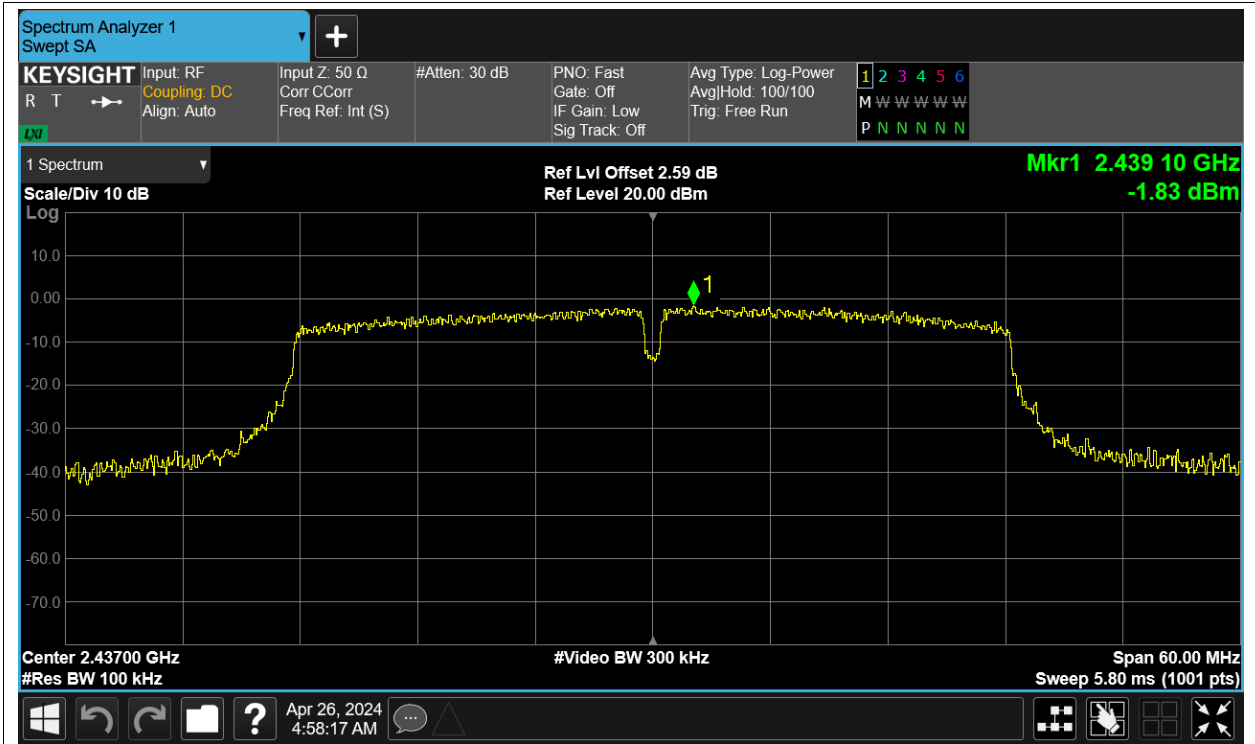 Spectrum Analyzer 1
Swept SA
KEYSIGHT
R T
LXI
Input: RF
Coupling: DC
Align: Auto
Input Z: 50 Ω
Corr CCorr
Freq Ref: Int (S)
#Atten: 30 dB
PNO: Fast
Gate: Off
IF Gain: Low
Sig Track: Off
Avg Type: Log-Power
Avg|Hold: 100/100
Trig: Free Run
1 2 3 4 5 6
M W W W W W
P N N N N N
1 Spectrum
Scale/Div 10 dB
Log
Ref Lvl Offset 2.59 dB
Ref Level 20.00 dBm
Mkr1 2.439 10 GHz
-1.83 dBm
1
10.0
0.00
-10.0
-20.0
-30.0
-40.0
-50.0
-60.0
-70.0
Center 2.43700 GHz
#Video BW 300 kHz
Span 60.00 MHz
#Res BW 100 kHz
Sweep 5.80 ms (1001 pts)
?
Apr 26, 2024
4:58:17 AM